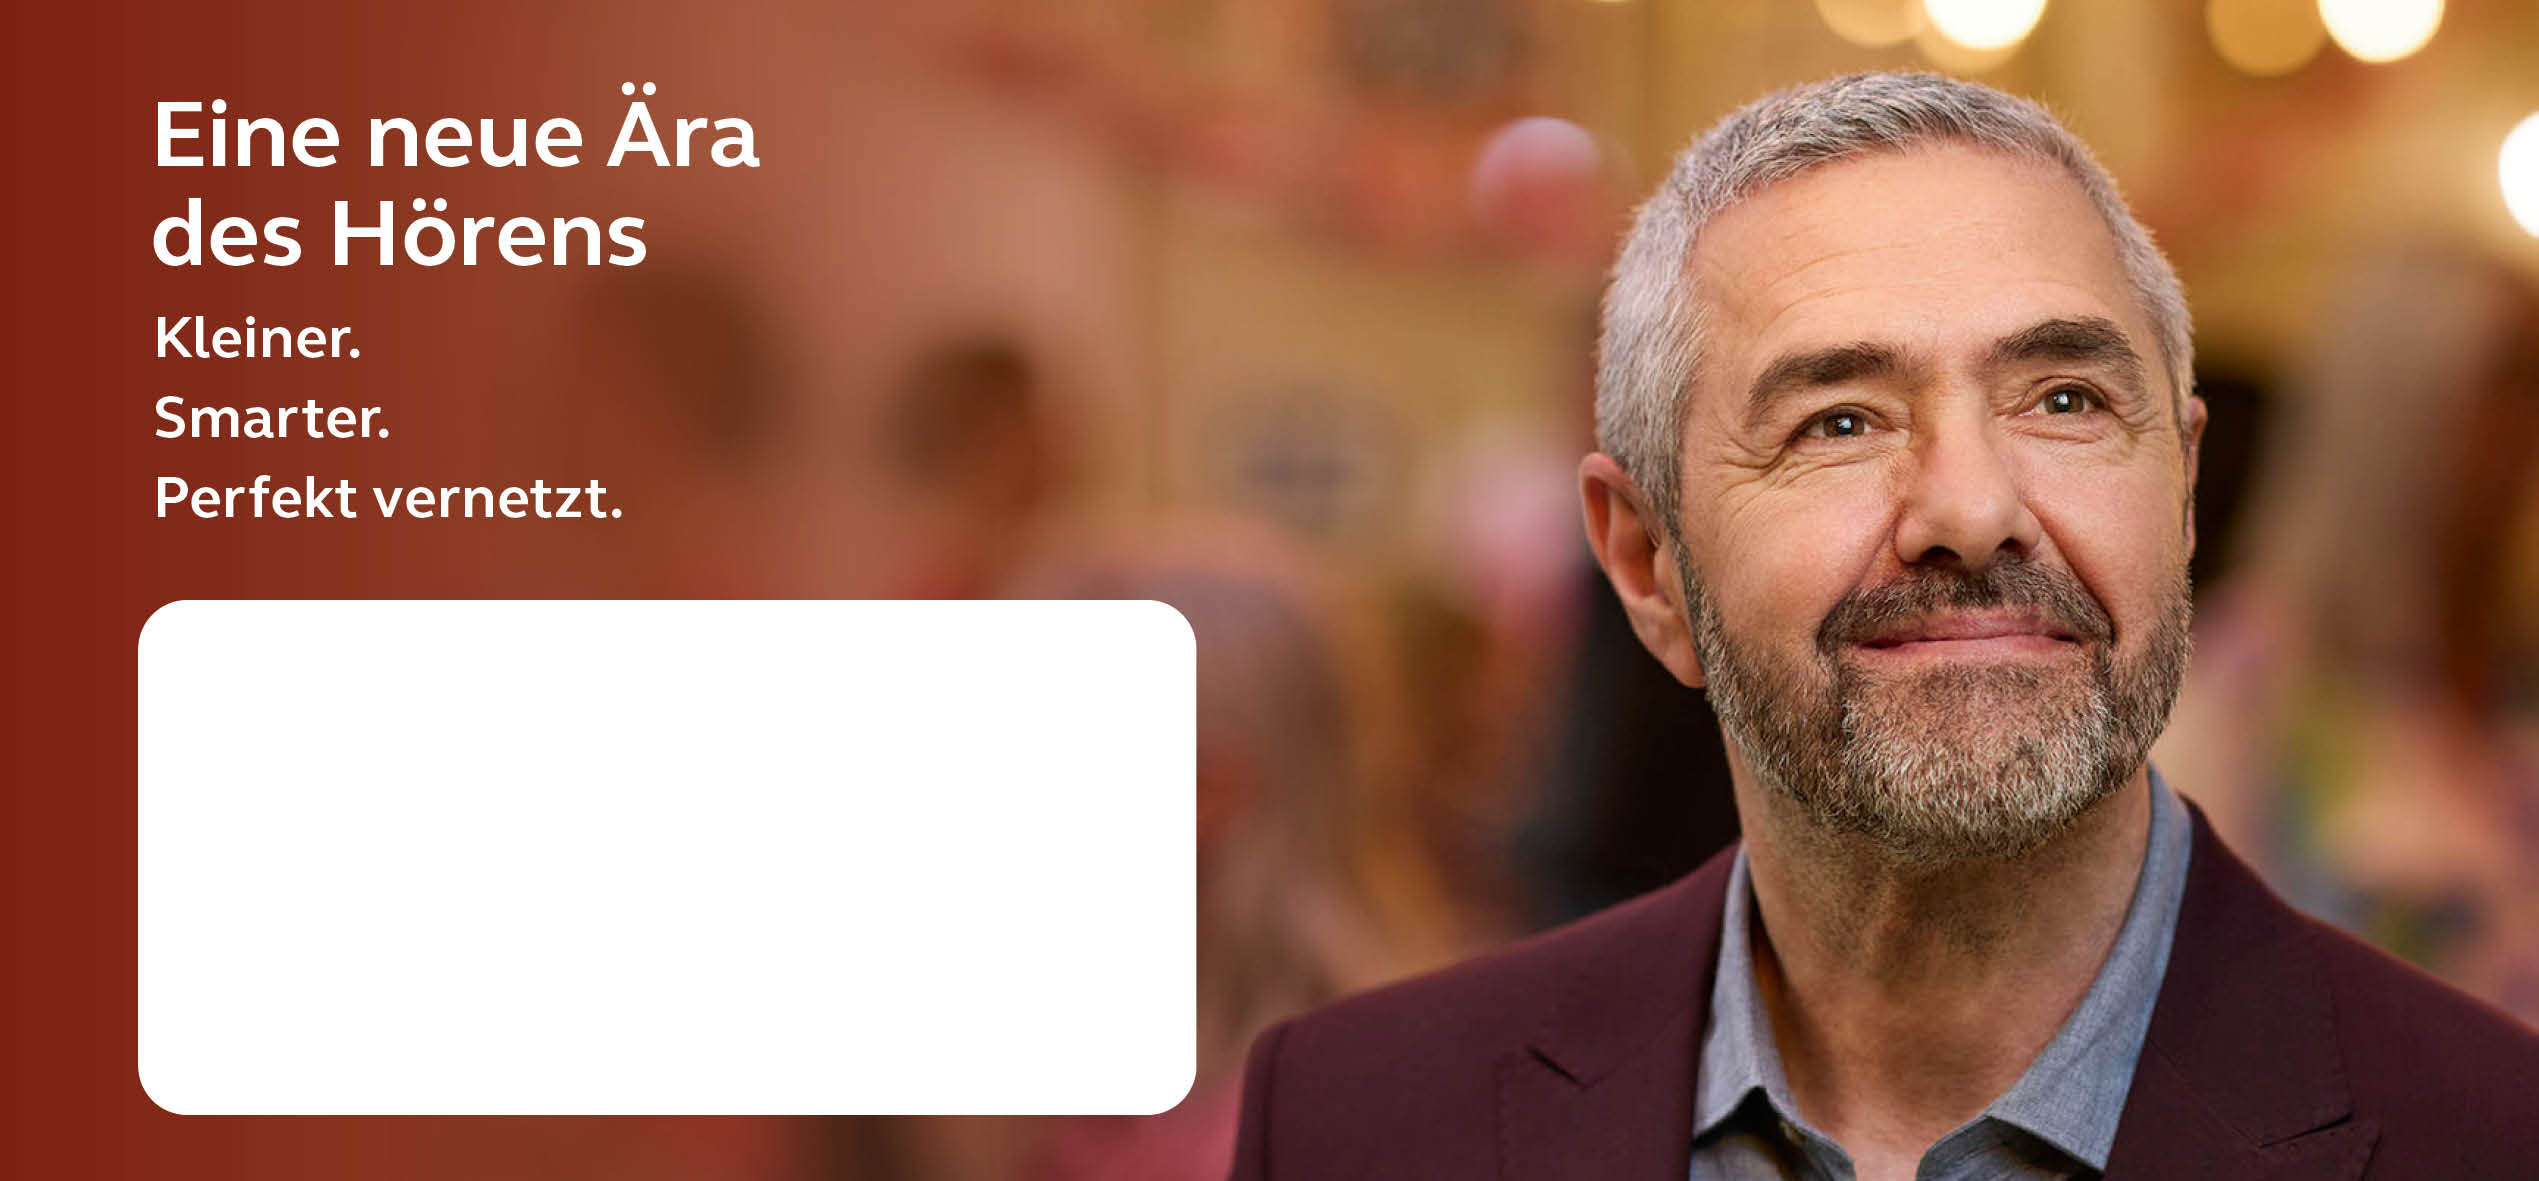 Eine neue Ära
des Hörens
Kleiner.
Smarter.
Perfekt vernetzt.